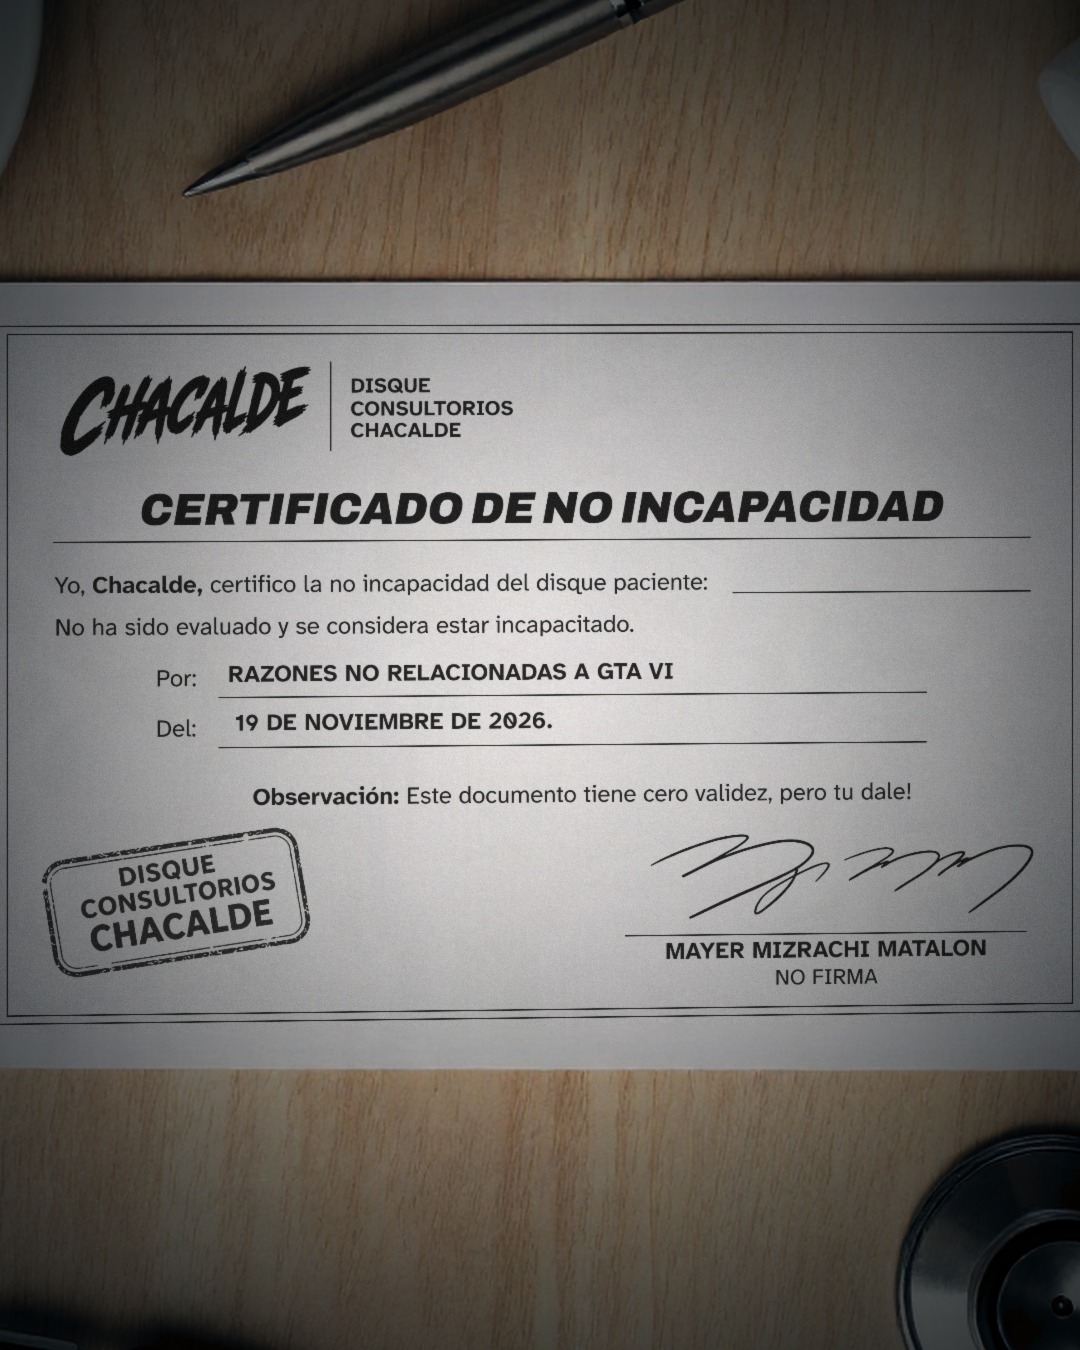 CHACALDE
DISQUE
CONSULTORIOS
CHACALDE
CERTIFICADO DE NO INCAPACIDAD
Yo, Chacalde, certifico la no incapacidad del disque paciente:
No ha sido evaluado y se considera estar incapacitado.
Por: RAZONES NO RELACIONADAS A GTA VI
Del: 19 DE NOVIEMBRE DE 2026.
Observación: Este documento tiene cero validez, pero tu dale!
DISQUE
CONSULTORIOS
CHACALDE
MAYER MIZRACHI MATALON
NO FIRMA